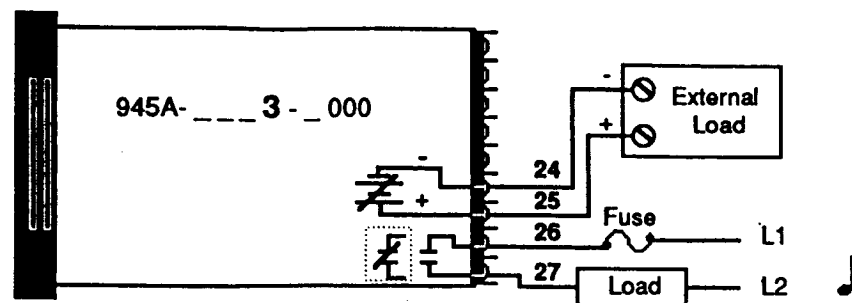 945A- _ _ _ 3 - _ 000
-
+
24
25
26
27
-
+
External
Load
Fuse
L1
Load
L2